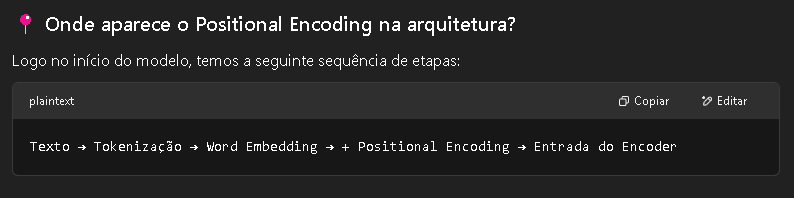 📍 Onde aparece o Positional Encoding na arquitetura?
Logo no início do modelo, temos a seguinte sequência de etapas:
plaintext Copiar Editar
Texto → Tokenização → Word Embedding → + Positional Encoding → Entrada do Encoder